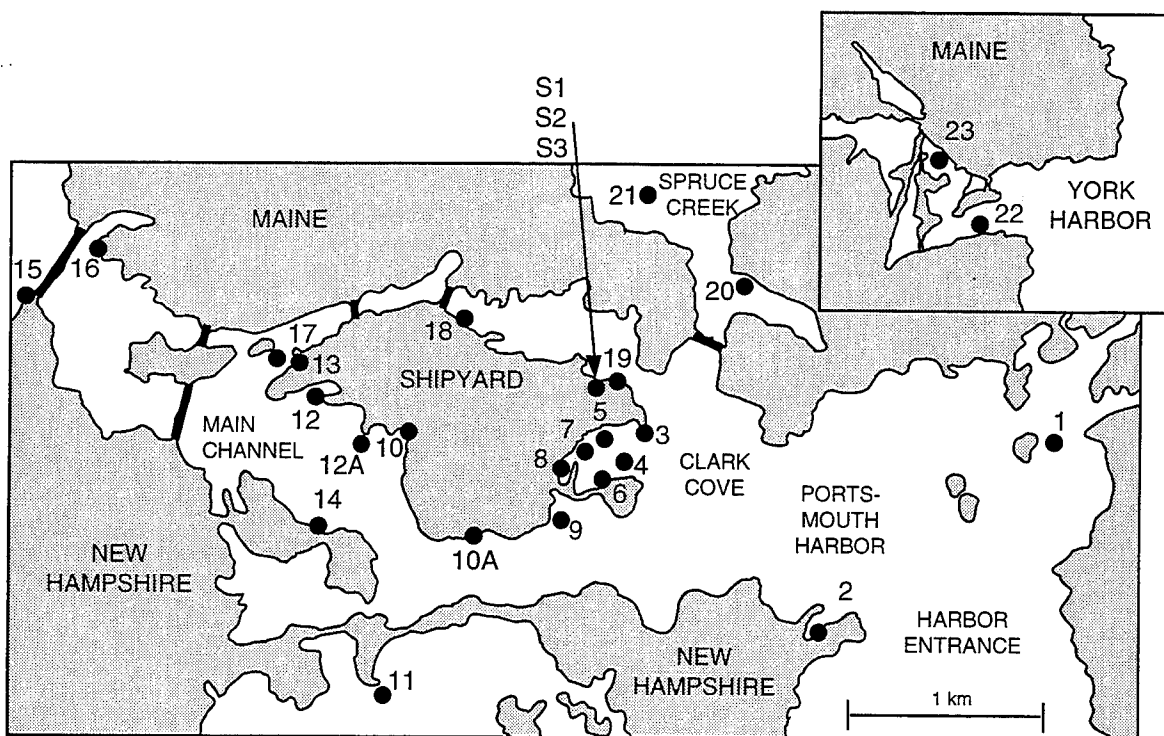 S1
S2
S3
MAINE
23
22
YORK
HARBOR
MAINE
21
SPRUCE
CREEK
15
16
20
17
13
18
19
SHIPYARD
12
5
3
1
MAIN
CHANNEL
12A
10
7
8
4
6
CLARK
COVE
PORTS-
MOUTH
HARBOR
14
9
10A
NEW
HAMPSHIRE
2
HARBOR
ENTRANCE
NEW
HAMPSHIRE
11
1 km